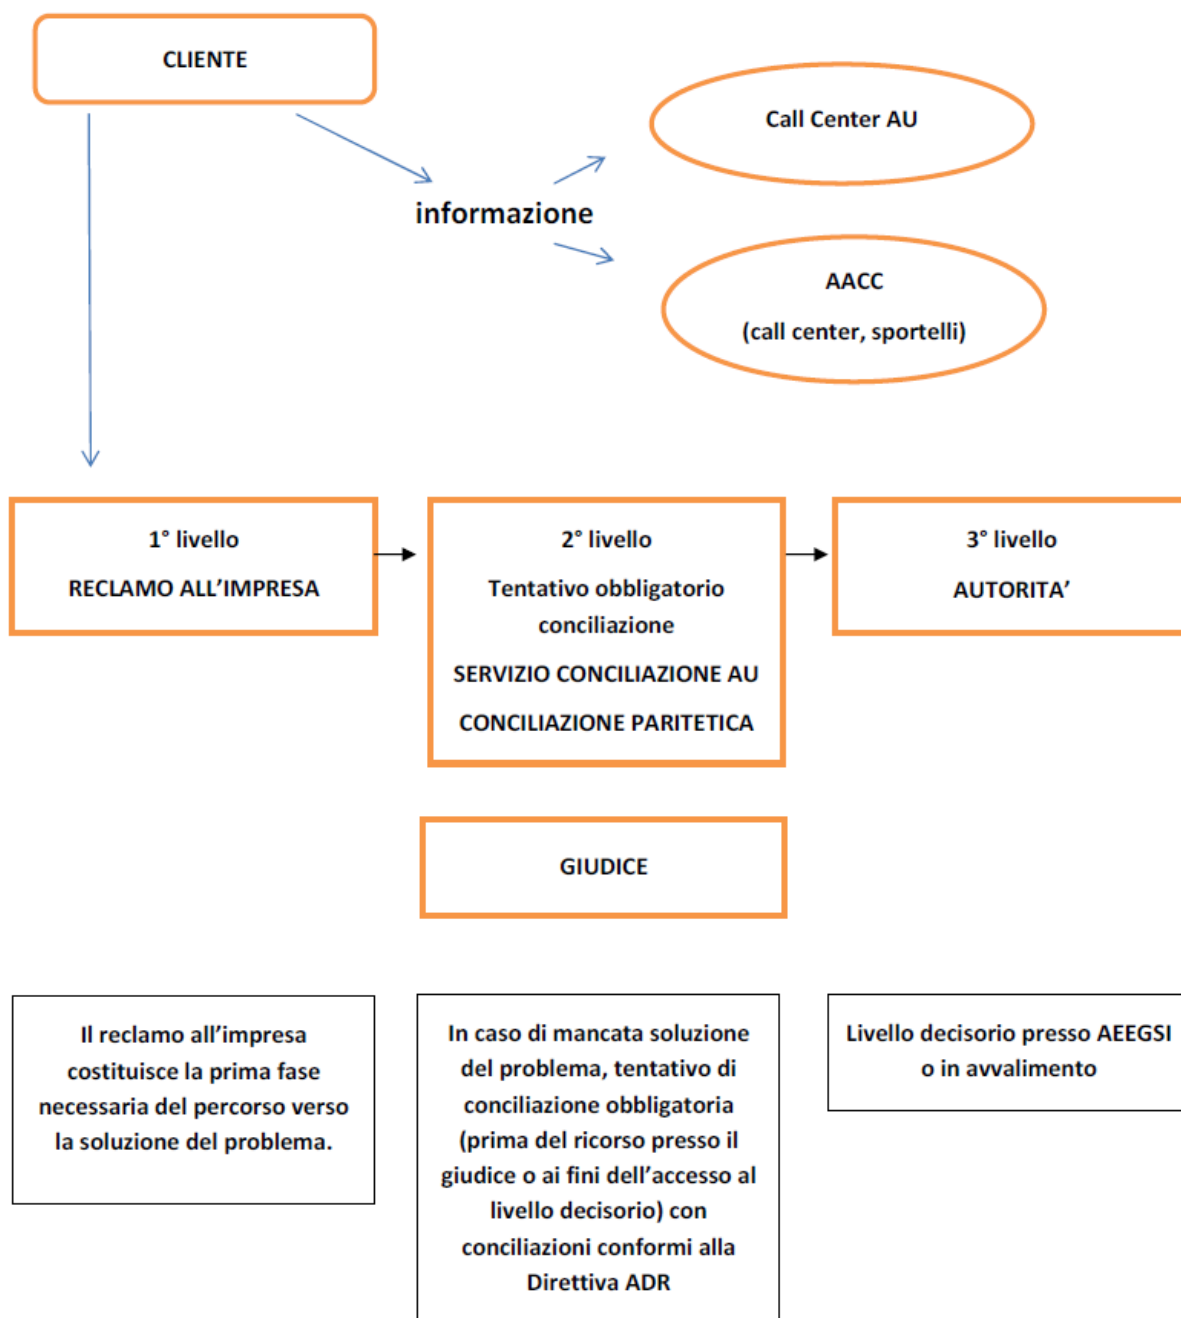 CLIENTE
Call Center AU
informazione
AACC
(call center, sportelli)
1° livello
RECLAMO ALL’IMPRESA
2° livello
Tentativo obbligatorio
conciliazione
SERVIZIO CONCILIAZIONE AU
CONCILIAZIONE PARITETICA
3° livello
AUTORITA’
GIUDICE
Il reclamo all’impresa
costituisce la prima fase
necessaria del percorso verso
la soluzione del problema.
In caso di mancata soluzione
del problema, tentativo di
conciliazione obbligatoria
(prima del ricorso presso il
giudice o ai fini dell’accesso al
livello decisorio) con
conciliazioni conformi alla
Direttiva ADR
Livello decisorio presso AEEGSI
o in avvalimento